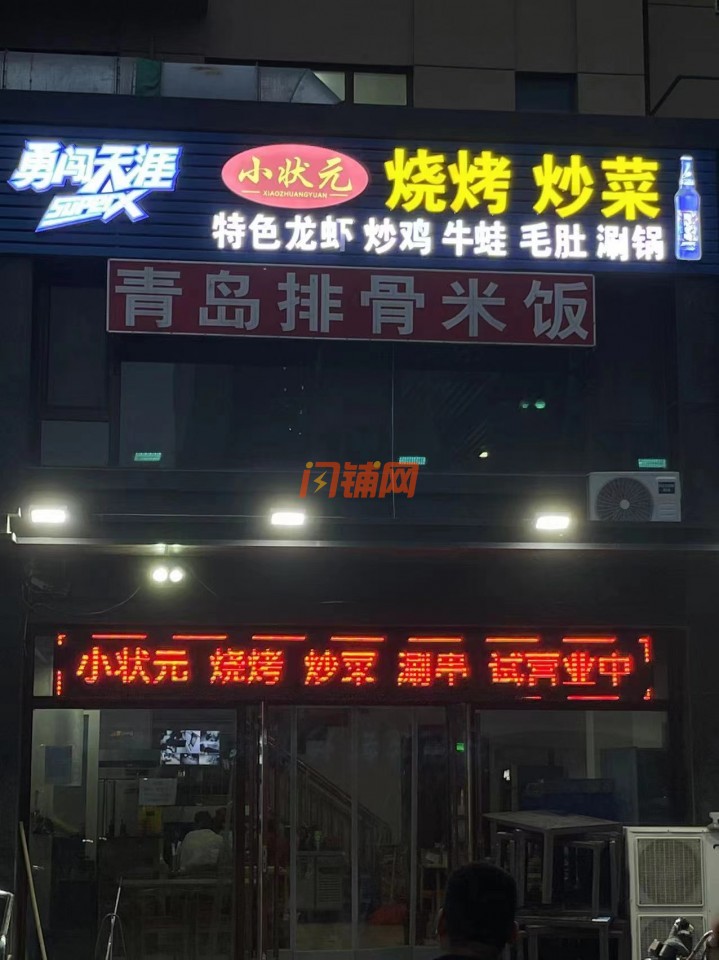 勇闯天涯
SUPERX
小状元
XIAOZHUANGYUAN
烧烤 炒菜
特色龙虾 炒鸡 牛蛙 毛肚 涮锅
青岛排骨米饭
闪铺网
小状元 烧烤 炒菜 涮串 试营业中